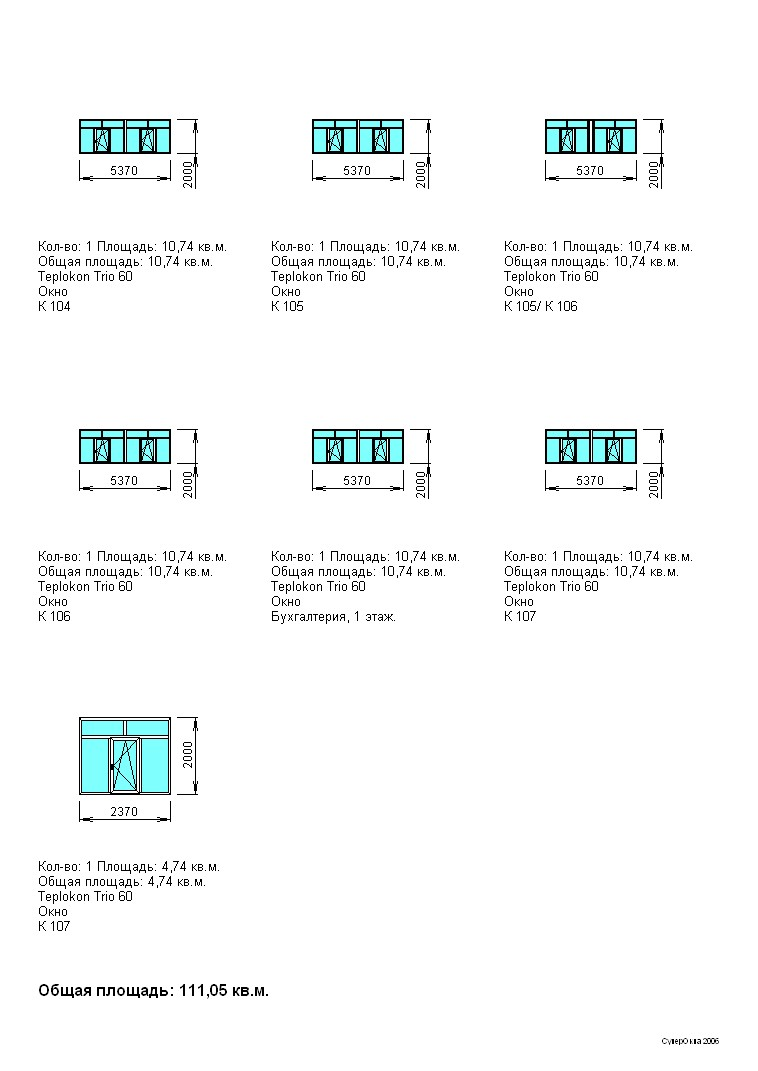 5370
2000
5370
2000
5370
2000
Кол-во: 1 Площадь: 10,74 кв.м.
Общая площадь: 10,74 кв.м.
Teplokon Trio 60
Окно
К 104
Кол-во: 1 Площадь: 10,74 кв.м.
Общая площадь: 10,74 кв.м.
Teplokon Trio 60
Окно
К 105
Кол-во: 1 Площадь: 10,74 кв.м.
Общая площадь: 10,74 кв.м.
Teplokon Trio 60
Окно
К 105/ К 106
5370
2000
5370
2000
5370
2000
Кол-во: 1 Площадь: 10,74 кв.м.
Общая площадь: 10,74 кв.м.
Teplokon Trio 60
Окно
К 106
Кол-во: 1 Площадь: 10,74 кв.м.
Общая площадь: 10,74 кв.м.
Teplokon Trio 60
Окно
Бухгалтерия, 1 этаж.
Кол-во: 1 Площадь: 10,74 кв.м.
Общая площадь: 10,74 кв.м.
Teplokon Trio 60
Окно
К 107
2000
2370
Кол-во: 1 Площадь: 4,74 кв.м.
Общая площадь: 4,74 кв.м.
Teplokon Trio 60
Окно
К 107
Общая площадь: 111,05 кв.м.
СуперОкна 2006